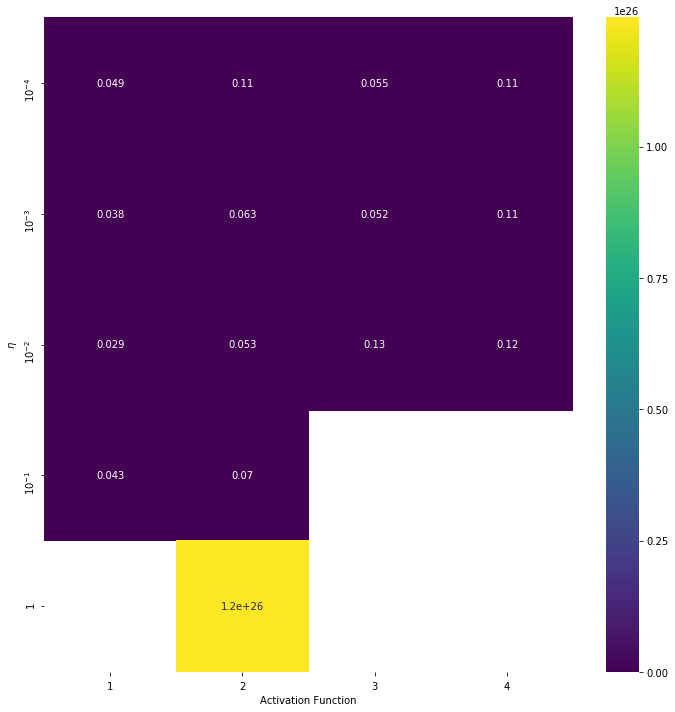 1e26
10⁻⁴ 0.049 0.11 0.055 0.11
1.00
10⁻³ 0.038 0.063 0.052 0.11
0.75
η
10⁻² 0.029 0.053 0.13 0.12
0.50
10⁻¹ 0.043 0.07
0.25
1 1.2e+26
0.00
1 2 3 4
Activation Function